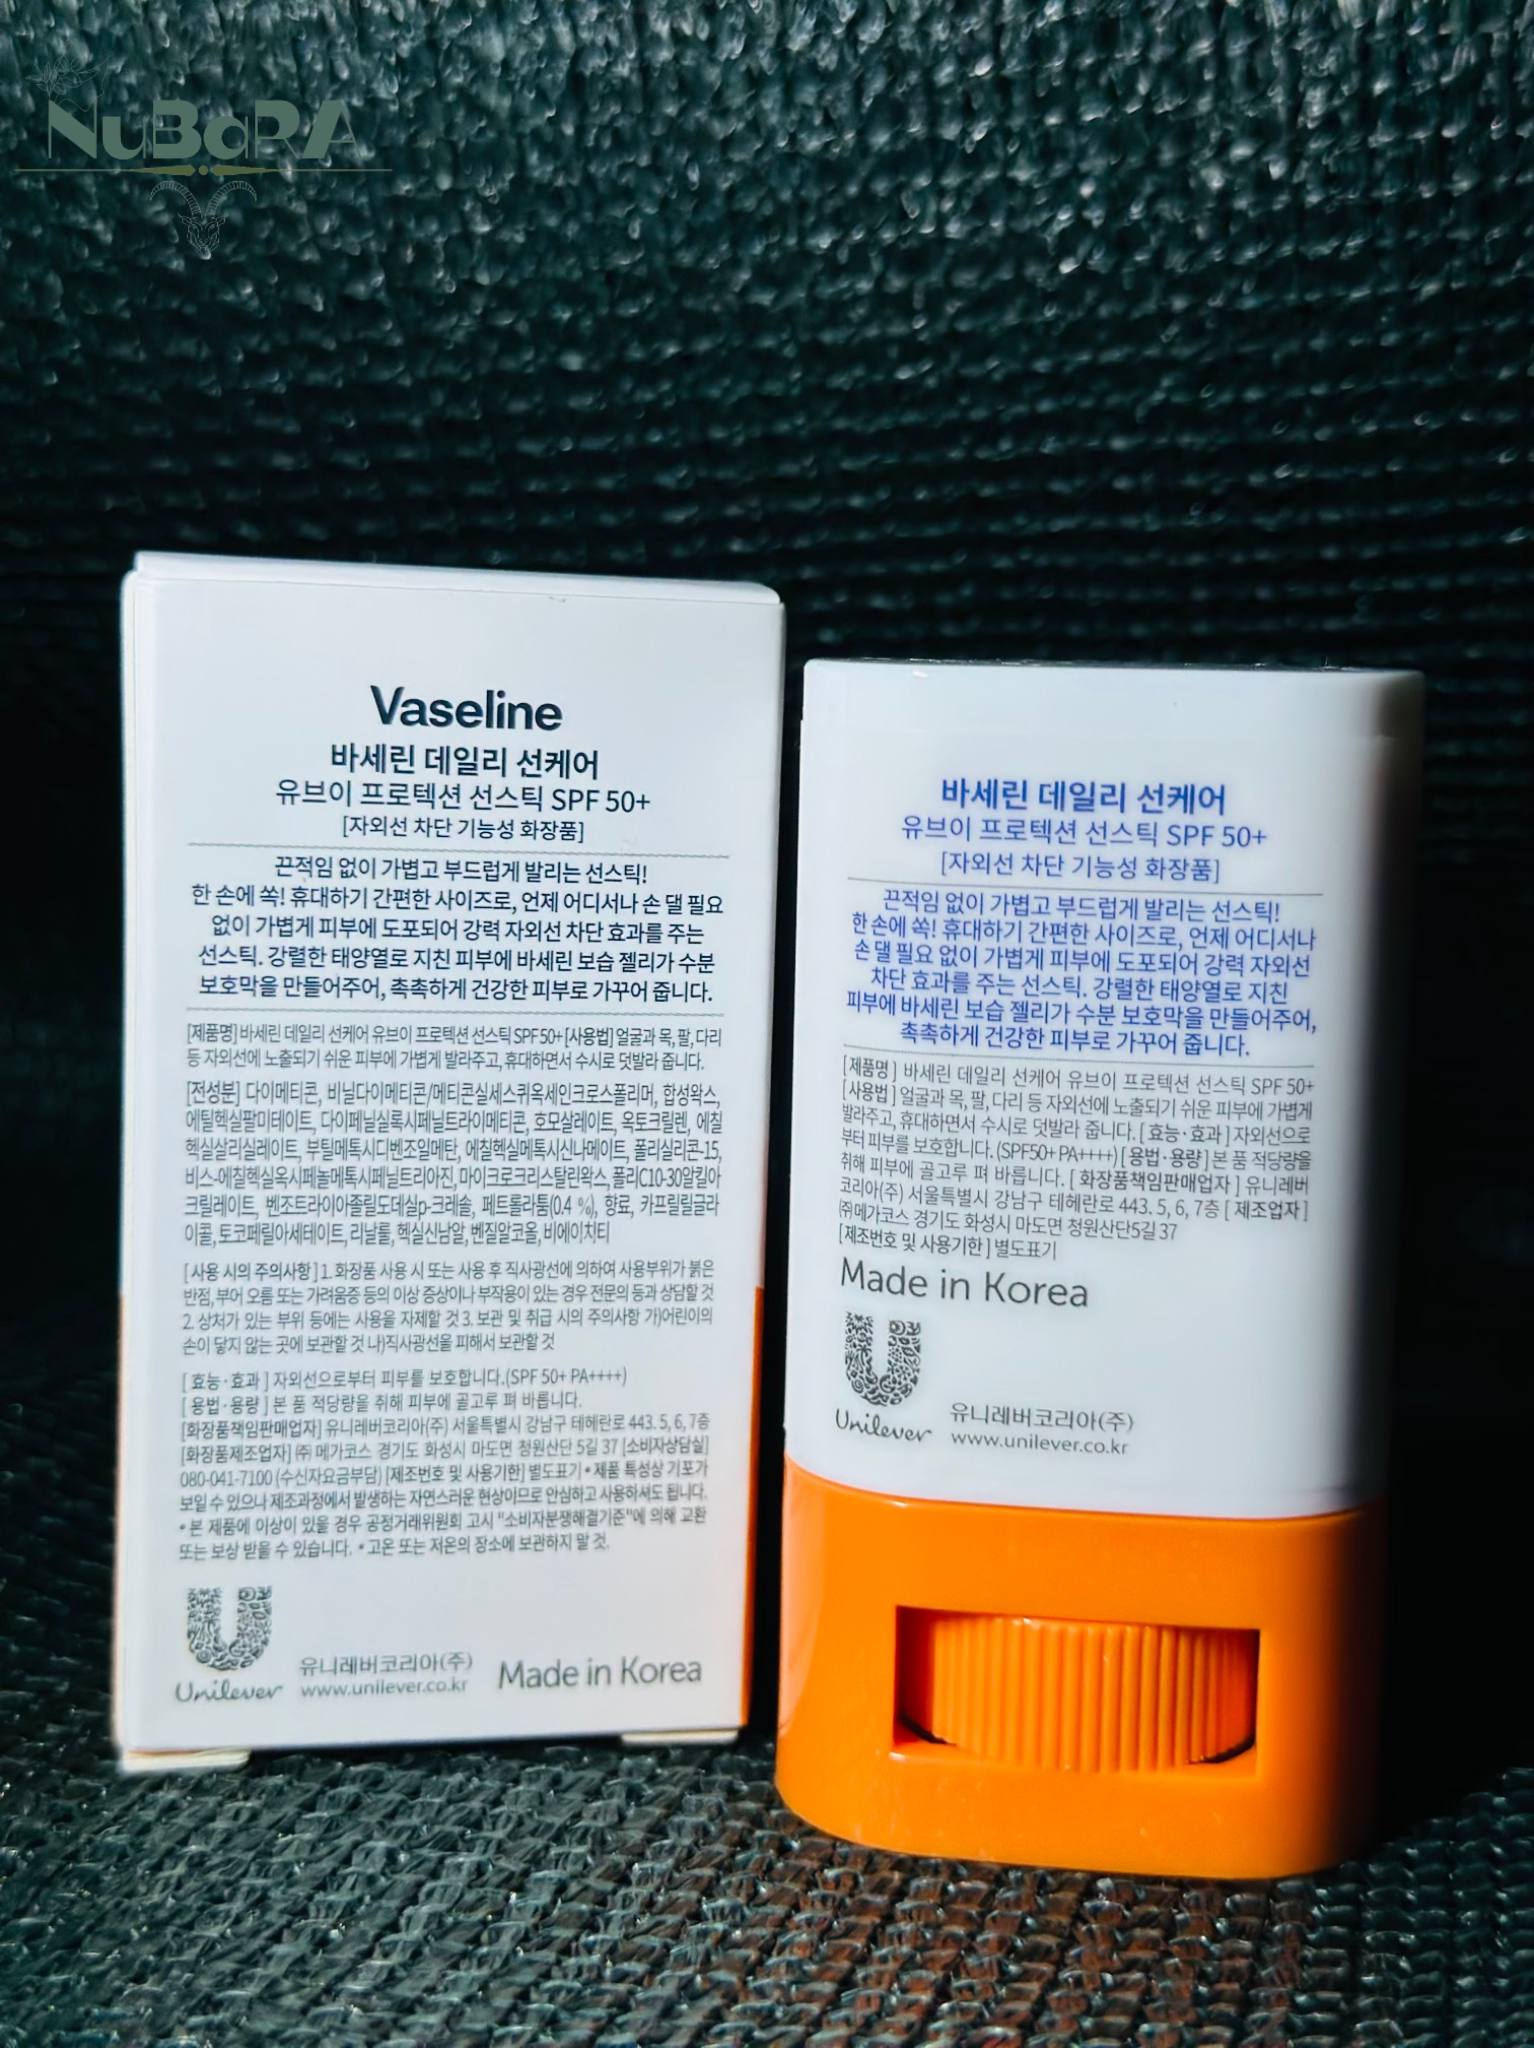 NuBaRA
Vaseline
바세린 데일리 선케어
유브이 프로텍션 선스틱 SPF 50+
[자외선 차단 기능성 화장품]
끈적임 없이 가볍고 부드럽게 발리는 선스틱!
한 손에 쏙! 휴대하기 간편한 사이즈로, 언제 어디서나 손 댈 필요
없이 가볍게 피부에 도포되어 강력 자외선 차단 효과를 주는
선스틱. 강렬한 태양열로 지친 피부에 바세린 보습 젤리가 수분
보호막을 만들어주어, 촉촉하게 건강한 피부로 가꾸어 줍니다.
[제품명] 바세린 데일리 선케어 유브이 프로텍션 선스틱 SPF 50+ [사용법] 얼굴과 목, 팔, 다리
등 자외선에 노출되기 쉬운 피부에 가볍게 발라주고, 휴대하면서 수시로 덧발라 줍니다.
[전성분] 다이메티콘, 비닐다이메티콘/메티콘실세스퀴옥세인크로스폴리머, 합성왁스,
에틸헥실팔미테이트, 다이페닐실록시페닐트라이메티콘, 호모살레이트, 옥토크릴렌, 에칠
헥실살리실레이트, 부틸메톡시디벤조일메탄, 에칠헥실메톡시신나메이트, 폴리실리콘-15,
비스-에칠헥실옥시페놀메톡시페닐트리아진, 마이크로크리스탈린왁스, 폴리C10-30알킬아
크릴레이트, 벤조트라이아졸릴도데실p-크레솔, 페트롤라툼(0.4 %), 향료, 카프릴릴글라
이콜, 토코페릴아세테이트, 리날룰, 헥실신남알, 벤질알코올, 비에이치티
[사용 시의 주의사항] 1. 화장품 사용 시 또는 사용 후 직사광선에 의하여 사용부위가 붉은
반점, 부어 오름 또는 가려움증 등의 이상 증상이나 부작용이 있는 경우 전문의 등과 상담할 것
2. 상처가 있는 부위 등에는 사용을 자제할 것 3. 보관 및 취급 시의 주의사항 가)어린이의
손이 닿지 않는 곳에 보관할 것 나)직사광선을 피해서 보관할 것
[효능·효과] 자외선으로부터 피부를 보호합니다.(SPF 50+ PA++++)
[용법·용량] 본 품 적당량을 취해 피부에 골고루 펴 바릅니다.
[화장품책임판매업자] 유니레버코리아(주) 서울특별시 강남구 테헤란로 443. 5, 6, 7층
[화장품제조업자] ㈜ 메가코스 경기도 화성시 마도면 청원산단 5길 37 [소비자상담실]
080-041-7100 (수신자요금부담) [제조번호 및 사용기한] 별도표기 • 제품 특성상 기포가
보일 수 있으나 제조과정에서 발생하는 자연스러운 현상이므로 안심하고 사용하셔도 됩니다.
• 본 제품에 이상이 있을 경우 공정거래위원회 고시 "소비자분쟁해결기준"에 의해 교환
또는 보상 받을 수 있습니다. • 고온 또는 저온의 장소에 보관하지 말 것.
Unilever
유니레버코리아(주)
www.unilever.co.kr
Made in Korea
바세린 데일리 선케어
유브이 프로텍션 선스틱 SPF 50+
[자외선 차단 기능성 화장품]
끈적임 없이 가볍고 부드럽게 발리는 선스틱!
한 손에 쏙! 휴대하기 간편한 사이즈로, 언제 어디서나
손 댈 필요 없이 가볍게 피부에 도포되어 강력 자외선
차단 효과를 주는 선스틱. 강렬한 태양열로 지친
피부에 바세린 보습 젤리가 수분 보호막을 만들어주어,
촉촉하게 건강한 피부로 가꾸어 줍니다.
[제품명] 바세린 데일리 선케어 유브이 프로텍션 선스틱 SPF 50+
[사용법] 얼굴과 목, 팔, 다리 등 자외선에 노출되기 쉬운 피부에 가볍게
발라주고, 휴대하면서 수시로 덧발라 줍니다. [효능·효과] 자외선으로
부터 피부를 보호합니다. (SPF50+ PA++++) [용법·용량] 본 품 적당량을
취해 피부에 골고루 펴 바릅니다. [화장품책임판매업자] 유니레버
코리아(주) 서울특별시 강남구 테헤란로 443. 5, 6, 7층 [제조업자]
㈜메가코스 경기도 화성시 마도면 청원산단5길 37
[제조번호 및 사용기한] 별도표기
Made in Korea
Unilever
유니레버코리아(주)
www.unilever.co.kr